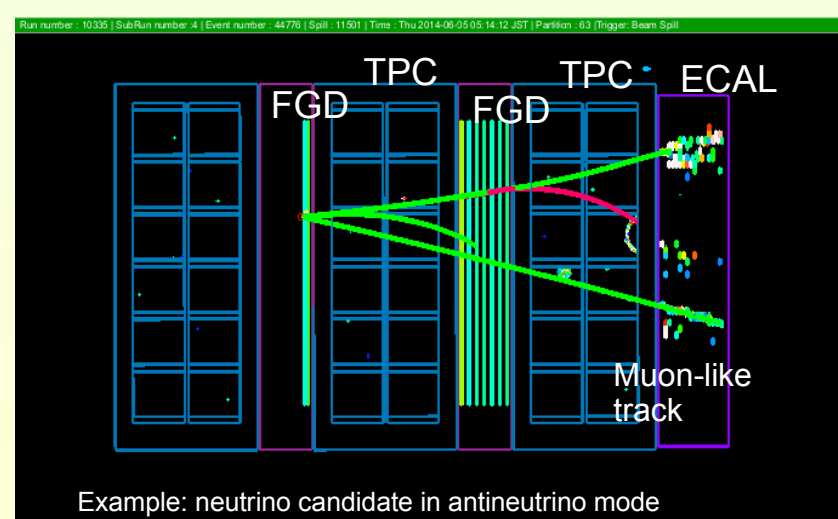 Run number : 10335 | SubRun number :4 | Event number : 44776 | Spill : 11501 | Time : Thu 2014-06-05 05:14:12 JST | Partition : 63 |Trigger: Beam Spill
TPC TPC ECAL
FGD FGD
Muon-like
track
Example: neutrino candidate in antineutrino mode